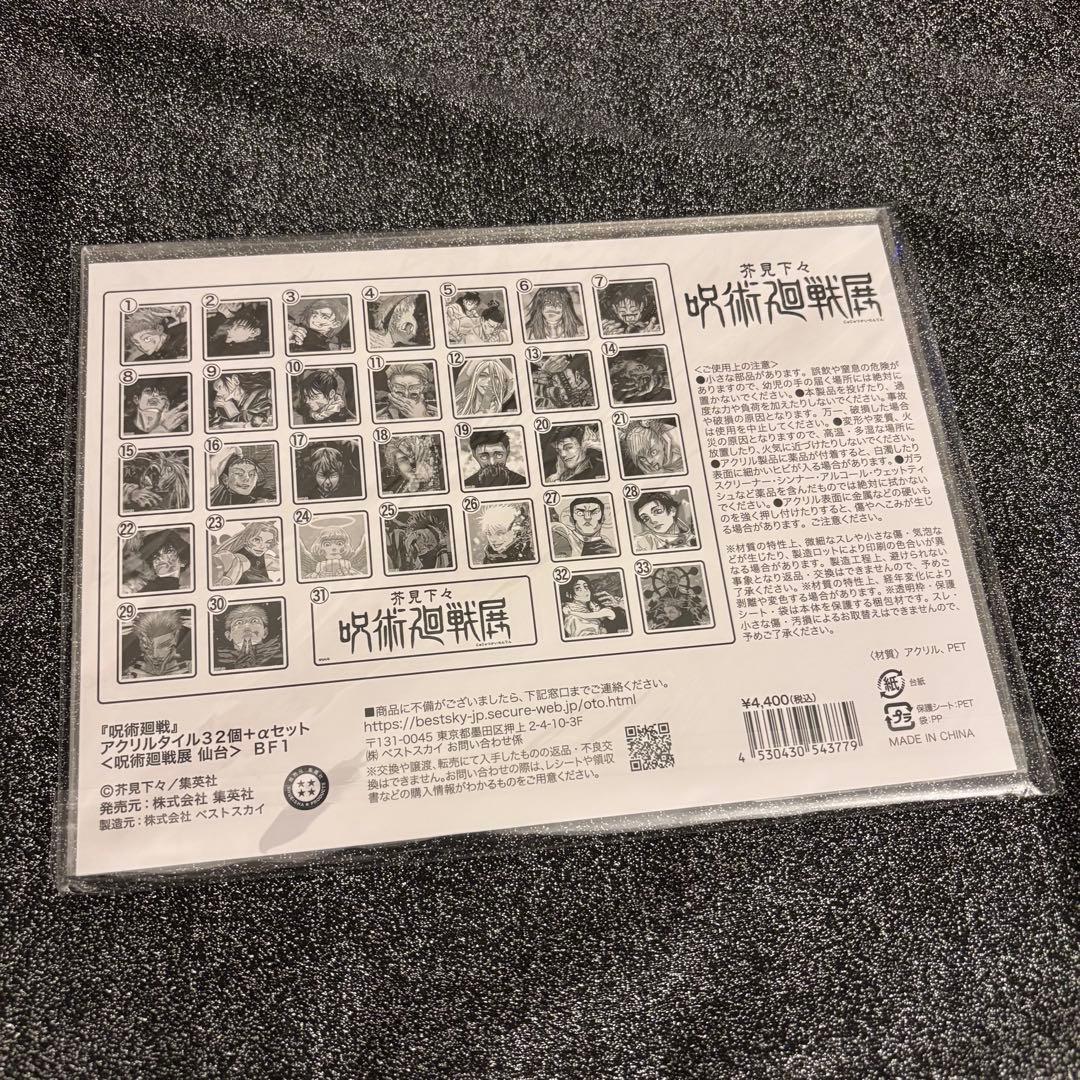 ① ② ③ ④ ⑤ ⑥ ⑦
⑧ ⑨ ⑩ ⑪ ⑫ ⑬ ⑭
⑮ ⑯ ⑰ ⑱ ⑲ ⑳ ㉑
㉒ ㉓ ㉔ ㉕ ㉖ ㉗ ㉘
㉙ ㉚ ㉛ ㉜ ㉝
芥見下々
呪術廻戦展
じゅじゅつかいせんてん
芥見下々
呪術廻戦展
じゅじゅつかいせんてん
<ご使用上の注意>
●小さな部品があります。誤飲や窒息の危険が
ありますので、幼児の手の届く場所には絶対に
置かないでください。●本製品を投げたり、過
度な力や負荷を加えたりしないでください。事故
や破損の原因となります。万一、破損した場合
は使用を中止してください。●変形や変質、火
災の原因となりますので、高温・多湿な場所に
放置したり、火気に近づけたりしないでください。
●アクリル製品に薬品が付着すると、白濁したり
表面に細かいヒビが入る場合があります。●ガラ
スクリーナー・シンナー・アルコール・ウェットティ
シュなど薬品を含んだものでは絶対に拭かない
でください。●アクリル表面に金属などの硬いも
のを強く押し付けたりすると、傷やへこみが生じ
る場合があります。ご注意ください。
※材質の特性上、微細なスレや小さな傷・気泡な
どが生じたり、製造ロットにより印刷の色合いが異
なる場合があります。製造工程上、避けられない
事象となり返品・交換はできませんので、予めご
了承ください。※材質の特性上、経年変化により
剥離や変色する場合があります。※透明枠・保護
シート・袋は本体を保護する梱包材です。スレ・
小さな傷・汚損によるお取替えはできませんので、
予めご了承ください。
〈材質〉アクリル、PET
『呪術廻戦』
アクリルタイル32個+αセット
<呪術廻戦展 仙台> BF1
©芥見下々/集英社
発売元:株式会社 集英社
製造元:株式会社 ベストスカイ
■商品に不備がございましたら、下記窓口までご連絡ください。
https://bestsky-jp.secure-web.jp/oto.html
〒131-0045 東京都墨田区押上 2-4-10-3F
㈱ ベストスカイ お問い合わせ係
※交換や譲渡、転売にて入手したものの返品・不良交
換はできません。お問い合わせの際は、レシートや領収
書などの購入情報がわかるものをご用意ください。
¥4,400(税込)
4 530430 543779
紙 台紙
プラ 保護シート:PET
袋:PP
MADE IN CHINA